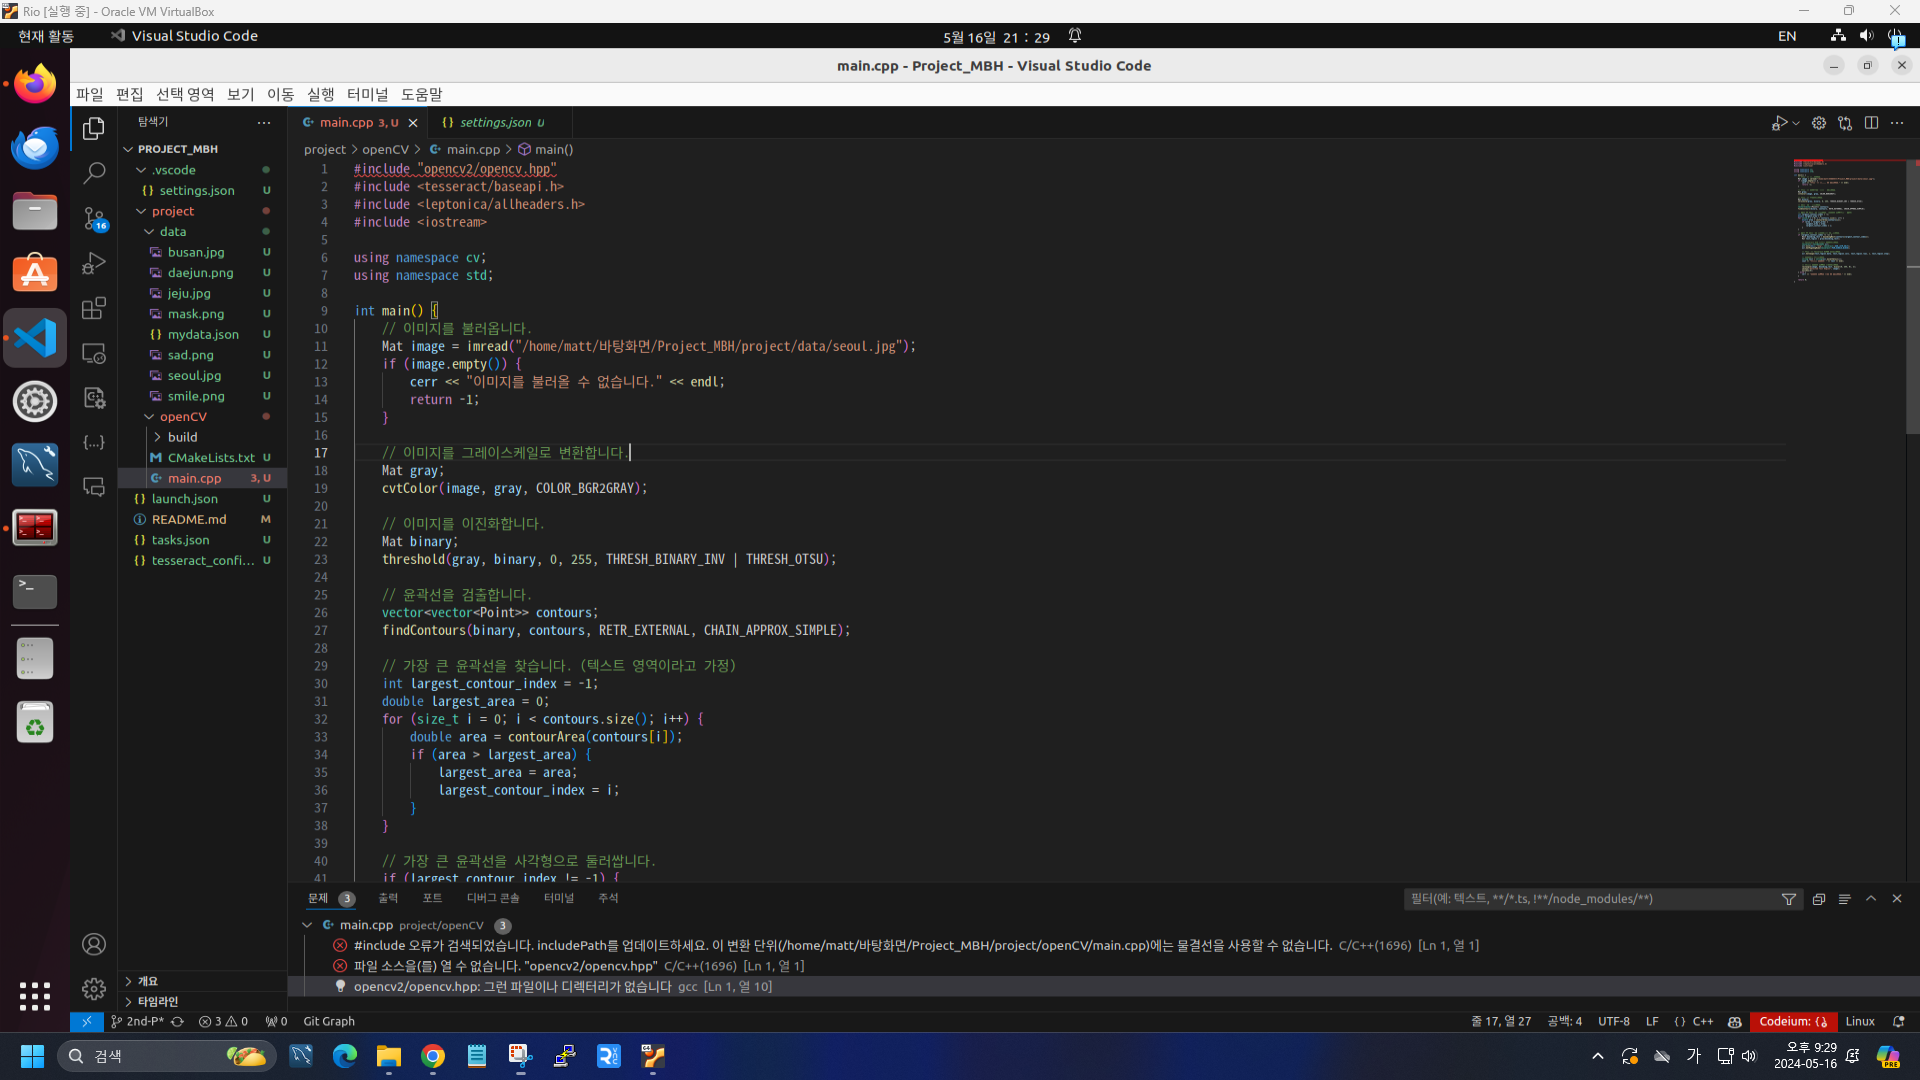 Rio [실행 중] - Oracle VM VirtualBox
현재 활동
Visual Studio Code
5월 16일 21 : 29
EN
main.cpp - Project_MBH - Visual Studio Code
파일 편집 선택 영역 보기 이동 실행 터미널 도움말
탐색기
PROJECT_MBH
.vscode
settings.json U
project
data
busan.jpg U
daejun.png U
jeju.jpg U
mask.png U
mydata.json U
sad.png U
seoul.jpg U
smile.png U
openCV
build
CMakeLists.txt U
main.cpp 3, U
launch.json U
README.md M
tasks.json U
tesseract_confi... U
개요
타임라인
16
main.cpp 3, U
settings.json U
project > openCV > main.cpp > main()
1 #include "opencv2/opencv.hpp"
2 #include <tesseract/baseapi.h>
3 #include <leptonica/allheaders.h>
4 #include <iostream>
5
6 using namespace cv;
7 using namespace std;
8
9 int main() {
10 // 이미지를 불러옵니다.
11 Mat image = imread("/home/matt/바탕화면/Project_MBH/project/data/seoul.jpg");
12 if (image.empty()) {
13 cerr << "이미지를 불러올 수 없습니다." << endl;
14 return -1;
15 }
16
17 // 이미지를 그레이스케일로 변환합니다.
18 Mat gray;
19 cvtColor(image, gray, COLOR_BGR2GRAY);
20
21 // 이미지를 이진화합니다.
22 Mat binary;
23 threshold(gray, binary, 0, 255, THRESH_BINARY_INV | THRESH_OTSU);
24
25 // 윤곽선을 검출합니다.
26 vector<vector<Point>> contours;
27 findContours(binary, contours, RETR_EXTERNAL, CHAIN_APPROX_SIMPLE);
28
29 // 가장 큰 윤곽선을 찾습니다. (텍스트 영역이라고 가정)
30 int largest_contour_index = -1;
31 double largest_area = 0;
32 for (size_t i = 0; i < contours.size(); i++) {
33 double area = contourArea(contours[i]);
34 if (area > largest_area) {
35 largest_area = area;
36 largest_contour_index = i;
37 }
38 }
39
40 // 가장 큰 윤곽선을 사각형으로 둘러쌉니다.
41 if (largest_contour_index != -1) {
문제 3 출력 포트 디버그 콘솔 터미널 주석
필터(예: 텍스트, **/*.ts, !**/node_modules/**)
main.cpp project/openCV 3
#include 오류가 검색되었습니다. includePath를 업데이트하세요. 이 변환 단위(/home/matt/바탕화면/Project_MBH/project/openCV/main.cpp)에는 물결선을 사용할 수 없습니다. C/C++(1696) [Ln 1, 열 1]
파일 소스을(를) 열 수 없습니다. "opencv2/opencv.hpp" C/C++(1696) [Ln 1, 열 1]
opencv2/opencv.hpp: 그런 파일이나 디렉터리가 없습니다 gcc [Ln 1, 열 10]
2nd-P* 3 0 0 Git Graph
줄 17, 열 27 공백: 4 UTF-8 LF {} C++ Codeium: {} Linux
검색
가
오후 9:29
2024-05-16
PRE